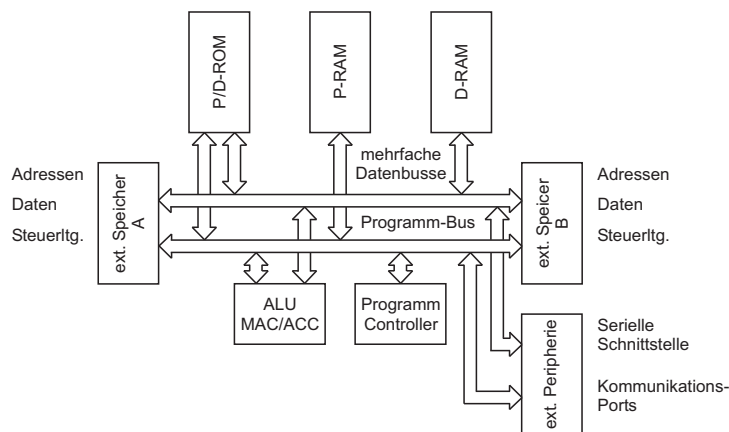 P/D-ROM
P-RAM
D-RAM
mehrfache
Datenbusse
Adressen
Daten
Steuerltg.
ext. Speicher
A
Programm-Bus
ext. Speicer
B
Adressen
Daten
Steuerltg.
ALU
MAC/ACC
Programm
Controller
ext. Peripherie
Serielle
Schnittstelle
Kommunikations-
Ports